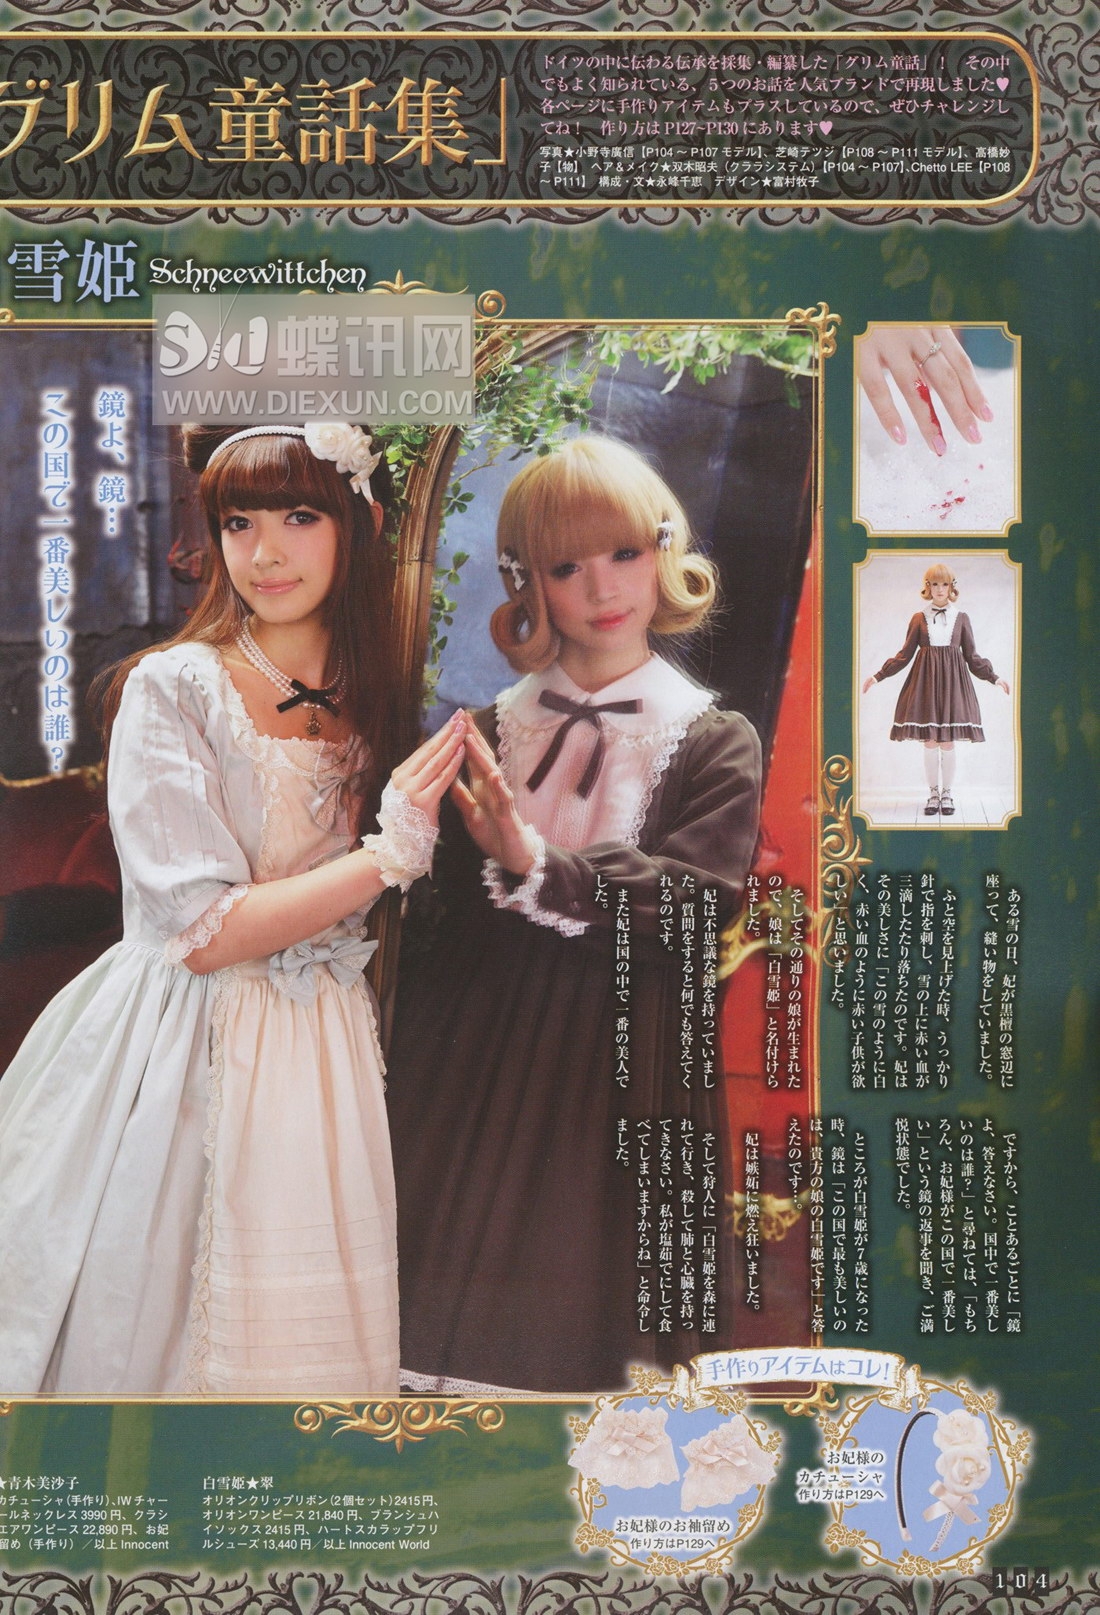 グリム童話集」
ドイツの中に伝わる伝承を採集・編纂した「グリム童話」！　その中
でもよく知られている、5つのお話を人気ブランドで再現しました♥
各ページに手作りアイテムもプラスしているので、ぜひチャレンジし
てね！　作り方はP127~P130にあります♥
写真★小野寺廣信【P104～P107モデル】、芝崎テツジ【P108～P111モデル】、高橋妙
子【物】　ヘア＆メイク★双木昭夫（クララシステム）【P104～P107】、Chetto LEE【P108
～P111】　構成・文★永峰千恵　デザイン★富村牧子
雪姫 Schneewittchen
蝶讯网
WWW.DIEXUN.COM
鏡よ、鏡…
この国で一番美しいのは誰？
ある雪の日、妃が黒檀の窓辺に
座って、縫い物をしていました。
ふと空を見上げた時、うっかり
針で指を刺し、雪の上に赤い血が
三滴したたり落ちたのです。妃は
その美しさに「この雪のように白
く、赤い血のように赤い子供が欲
しい」と思いました。
そしてその通りの娘が生まれた
ので、娘は「白雪姫」と名付けら
れました。
妃は不思議な鏡を持っていまし
た。質問をすると何でも答えてく
れるのです。
また妃は国の中で一番の美人で
した。
ですから、ことあるごとに「鏡
よ、答えなさい。国中で一番美し
いのは誰？」と尋ねては、「もち
ろん、お妃様がこの国で一番美し
い」という鏡の返事を聞き、ご満
悦状態でした。
ところが白雪姫が7歳になった
時、鏡は「この国で最も美しいの
は、貴方の娘の白雪姫です」と答
えたのです…。
妃は嫉妬に燃え狂いました。
そして狩人に「白雪姫を森に連
れて行き、殺して肺と心臓を持っ
てきなさい。私が塩茹でにして食
べてしまいますからね」と命令し
ました。
手作りアイテムはコレ！
お妃様のお袖留め
作り方はP129へ
お妃様の
カチューシャ
作り方はP129へ
★青木美沙子
カチューシャ（手作り）、IWチャー
ールネックレス3990円、クラシ
エアワンピース22,890円、お妃
留め（手作り）／以上Innocent
白雪姫★翠
オリオンクリップリボン（2個セット）2415円、
オリオンワンピース21,840円、ブランシュハ
イソックス2415円、ハートスカラップフリ
ルシューズ13,440円／以上Innocent World
104